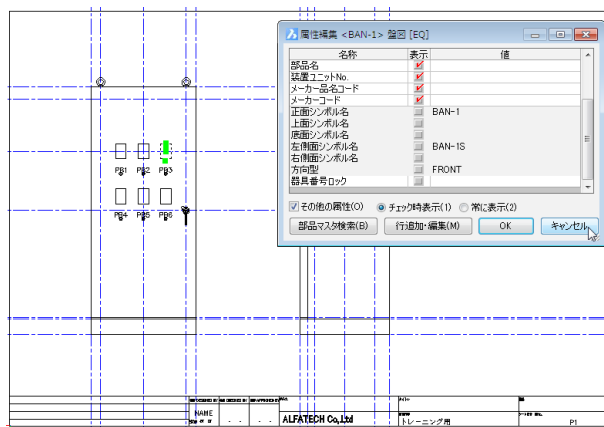 属性編集 <BAN-1> 盤図 [EQ]
名称 表示 値
部品名
装置ユニットNo.
メーカー品名コード
メーカーコード
正面シンボル名 BAN-1
上面シンボル名
底面シンボル名
左側面シンボル名 BAN-1S
右側面シンボル名
方向型 FRONT
器具番号ロック
その他の属性(O) チェック時表示(1) 常に表示(2)
部品マスタ検索(B) 行追加・編集(M) OK キャンセル
PB1 PB2 PB3
PB4 PB5 PB6
NAME
ALFATECH Co,Ltd
トレーニング用
P1